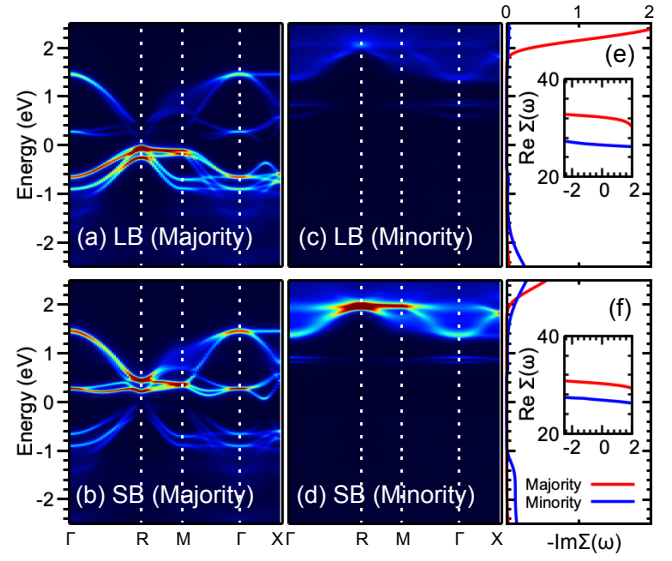 0 1 2
2
1
0
-1
-2
Energy (eV)
(a) LB (Majority)
(c) LB (Minority)
(e)
40
20
Re Σ(ω)
-2 0 2
2
1
0
-1
-2
Energy (eV)
(b) SB (Majority)
(d) SB (Minority)
(f)
40
20
Re Σ(ω)
-2 0 2
Majority
Minority
Γ R M Γ X Γ R M Γ X
-ImΣ(ω)